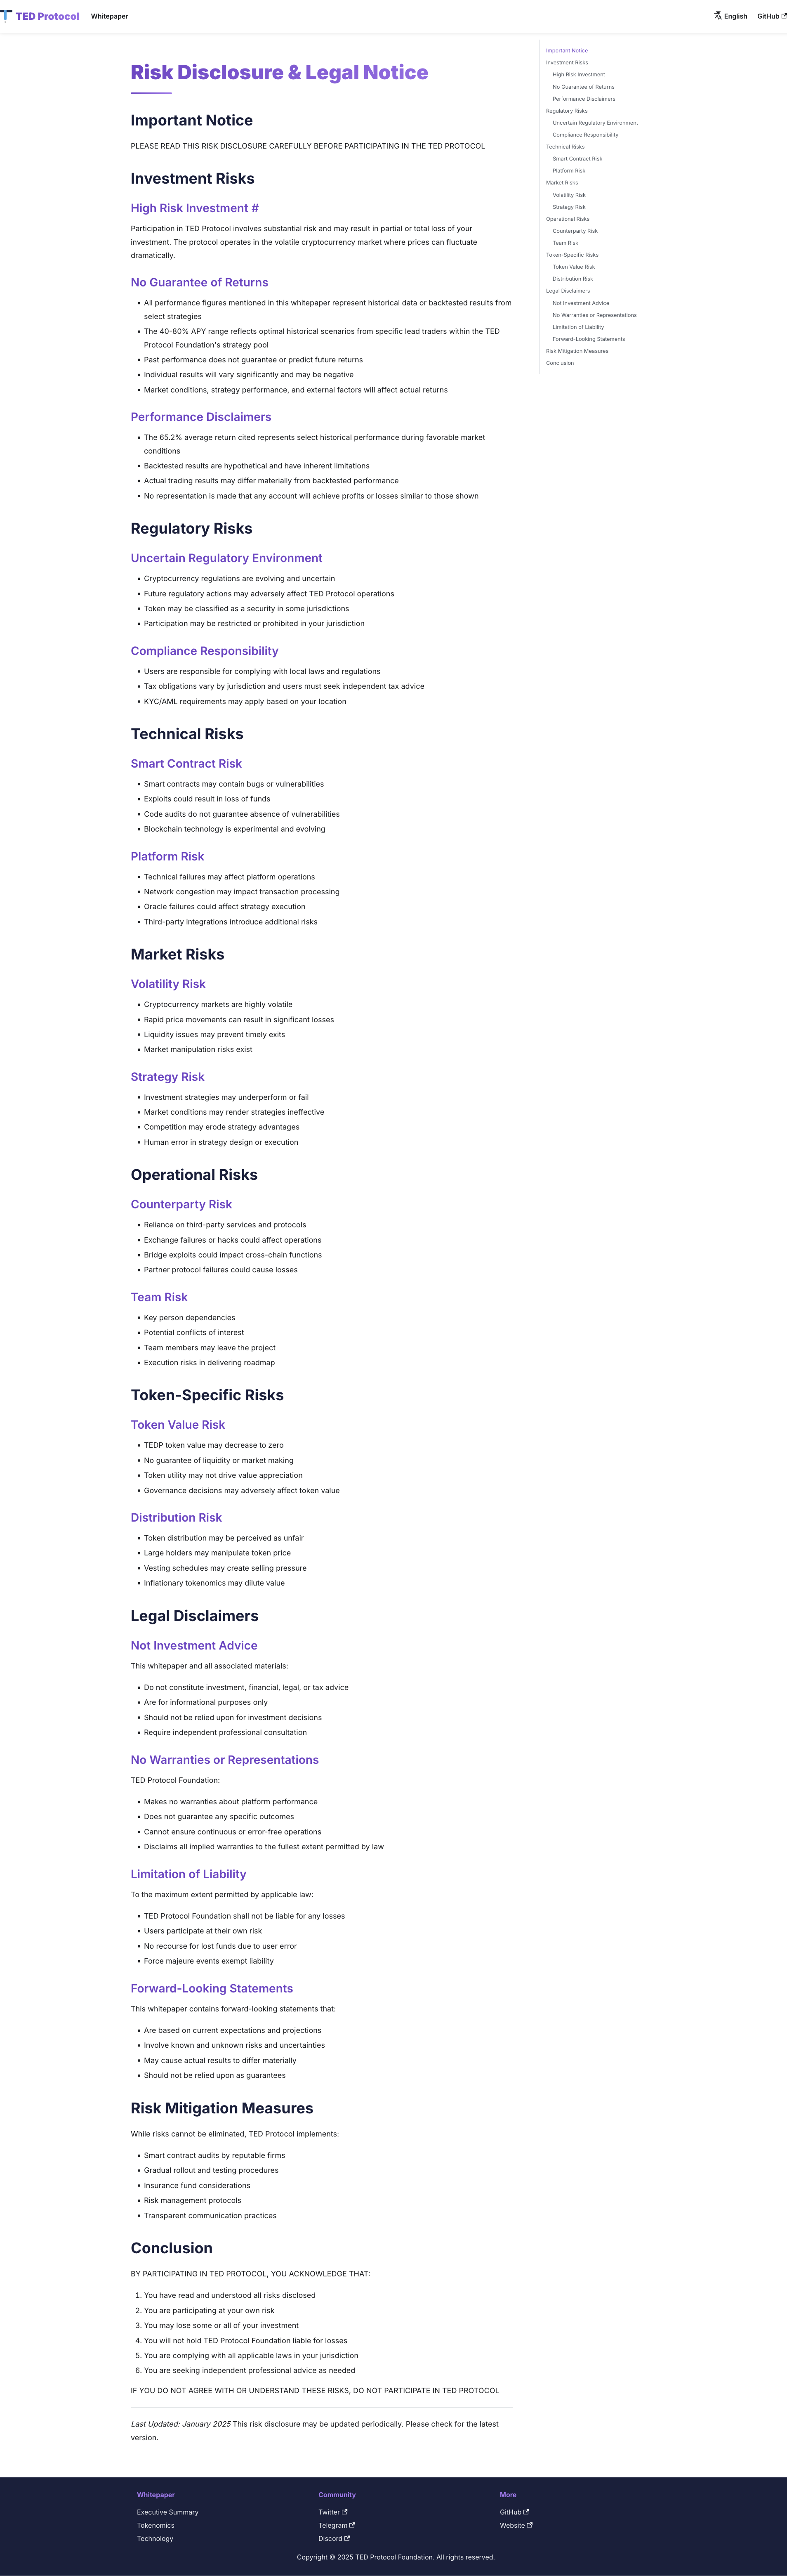 TED Protocol
Whitepaper
English
GitHub
Important Notice
Investment Risks
High Risk Investment
No Guarantee of Returns
Performance Disclaimers
Regulatory Risks
Uncertain Regulatory Environment
Compliance Responsibility
Technical Risks
Smart Contract Risk
Platform Risk
Market Risks
Volatility Risk
Strategy Risk
Operational Risks
Counterparty Risk
Team Risk
Token-Specific Risks
Token Value Risk
Distribution Risk
Legal Disclaimers
Not Investment Advice
No Warranties or Representations
Limitation of Liability
Forward-Looking Statements
Risk Mitigation Measures
Conclusion
Risk Disclosure & Legal Notice
Important Notice
PLEASE READ THIS RISK DISCLOSURE CAREFULLY BEFORE PARTICIPATING IN THE TED PROTOCOL
Investment Risks
High Risk Investment #
Participation in TED Protocol involves substantial risk and may result in partial or total loss of your
investment. The protocol operates in the volatile cryptocurrency market where prices can fluctuate
dramatically.
No Guarantee of Returns
• All performance figures mentioned in this whitepaper represent historical data or backtested results from
select strategies
• The 40-80% APY range reflects optimal historical scenarios from specific lead traders within the TED
Protocol Foundation's strategy pool
• Past performance does not guarantee or predict future returns
• Individual results will vary significantly and may be negative
• Market conditions, strategy performance, and external factors will affect actual returns
Performance Disclaimers
• The 65.2% average return cited represents select historical performance during favorable market
conditions
• Backtested results are hypothetical and have inherent limitations
• Actual trading results may differ materially from backtested performance
• No representation is made that any account will achieve profits or losses similar to those shown
Regulatory Risks
Uncertain Regulatory Environment
• Cryptocurrency regulations are evolving and uncertain
• Future regulatory actions may adversely affect TED Protocol operations
• Token may be classified as a security in some jurisdictions
• Participation may be restricted or prohibited in your jurisdiction
Compliance Responsibility
• Users are responsible for complying with local laws and regulations
• Tax obligations vary by jurisdiction and users must seek independent tax advice
• KYC/AML requirements may apply based on your location
Technical Risks
Smart Contract Risk
• Smart contracts may contain bugs or vulnerabilities
• Exploits could result in loss of funds
• Code audits do not guarantee absence of vulnerabilities
• Blockchain technology is experimental and evolving
Platform Risk
• Technical failures may affect platform operations
• Network congestion may impact transaction processing
• Oracle failures could affect strategy execution
• Third-party integrations introduce additional risks
Market Risks
Volatility Risk
• Cryptocurrency markets are highly volatile
• Rapid price movements can result in significant losses
• Liquidity issues may prevent timely exits
• Market manipulation risks exist
Strategy Risk
• Investment strategies may underperform or fail
• Market conditions may render strategies ineffective
• Competition may erode strategy advantages
• Human error in strategy design or execution
Operational Risks
Counterparty Risk
• Reliance on third-party services and protocols
• Exchange failures or hacks could affect operations
• Bridge exploits could impact cross-chain functions
• Partner protocol failures could cause losses
Team Risk
• Key person dependencies
• Potential conflicts of interest
• Team members may leave the project
• Execution risks in delivering roadmap
Token-Specific Risks
Token Value Risk
• TEDP token value may decrease to zero
• No guarantee of liquidity or market making
• Token utility may not drive value appreciation
• Governance decisions may adversely affect token value
Distribution Risk
• Token distribution may be perceived as unfair
• Large holders may manipulate token price
• Vesting schedules may create selling pressure
• Inflationary tokenomics may dilute value
Legal Disclaimers
Not Investment Advice
This whitepaper and all associated materials:
• Do not constitute investment, financial, legal, or tax advice
• Are for informational purposes only
• Should not be relied upon for investment decisions
• Require independent professional consultation
No Warranties or Representations
TED Protocol Foundation:
• Makes no warranties about platform performance
• Does not guarantee any specific outcomes
• Cannot ensure continuous or error-free operations
• Disclaims all implied warranties to the fullest extent permitted by law
Limitation of Liability
To the maximum extent permitted by applicable law:
• TED Protocol Foundation shall not be liable for any losses
• Users participate at their own risk
• No recourse for lost funds due to user error
• Force majeure events exempt liability
Forward-Looking Statements
This whitepaper contains forward-looking statements that:
• Are based on current expectations and projections
• Involve known and unknown risks and uncertainties
• May cause actual results to differ materially
• Should not be relied upon as guarantees
Risk Mitigation Measures
While risks cannot be eliminated, TED Protocol implements:
• Smart contract audits by reputable firms
• Gradual rollout and testing procedures
• Insurance fund considerations
• Risk management protocols
• Transparent communication practices
Conclusion
BY PARTICIPATING IN TED PROTOCOL, YOU ACKNOWLEDGE THAT:
1. You have read and understood all risks disclosed
2. You are participating at your own risk
3. You may lose some or all of your investment
4. You will not hold TED Protocol Foundation liable for losses
5. You are complying with all applicable laws in your jurisdiction
6. You are seeking independent professional advice as needed
IF YOU DO NOT AGREE WITH OR UNDERSTAND THESE RISKS, DO NOT PARTICIPATE IN TED PROTOCOL
Last Updated: January 2025 This risk disclosure may be updated periodically. Please check for the latest
version.
Whitepaper
Executive Summary
Tokenomics
Technology
Community
Twitter
Telegram
Discord
More
GitHub
Website
Copyright © 2025 TED Protocol Foundation. All rights reserved.